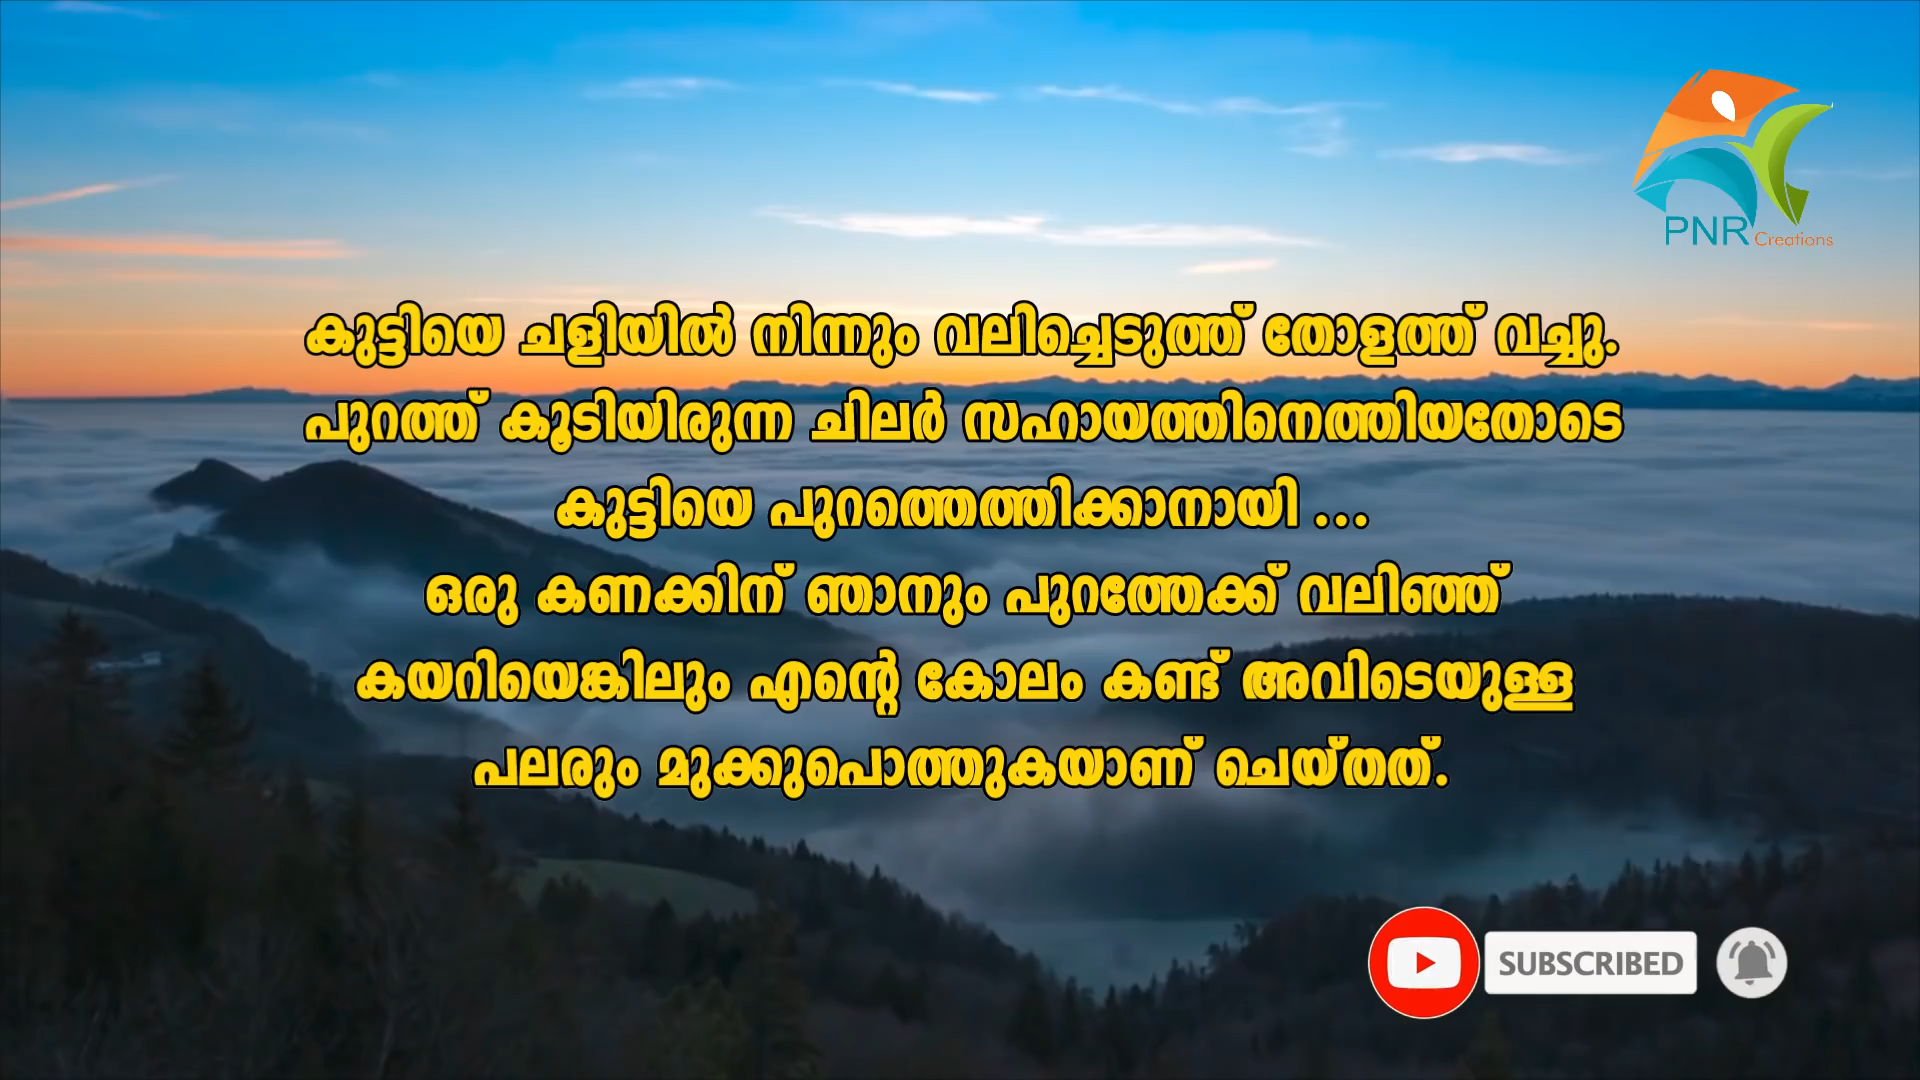 PNR Creations
കുട്ടിയെ ചളിയിൽ നിന്നും വലിച്ചെടുത്ത് തോളത്ത് വച്ചു.
പുറത്ത് കൂടിയിരുന്ന ചിലർ സഹായത്തിനെത്തിയതോടെ
കുട്ടിയെ പുറത്തെത്തിക്കാനായി ...
ഒരു കണക്കിന് ഞാനും പുറത്തേക്ക് വലിഞ്ഞ്
കയറിയെങ്കിലും എന്റെ കോലം കണ്ട് അവിടെയുള്ള
പലരും മുക്കുപൊത്തുകയാണ് ചെയ്തത്.
SUBSCRIBED